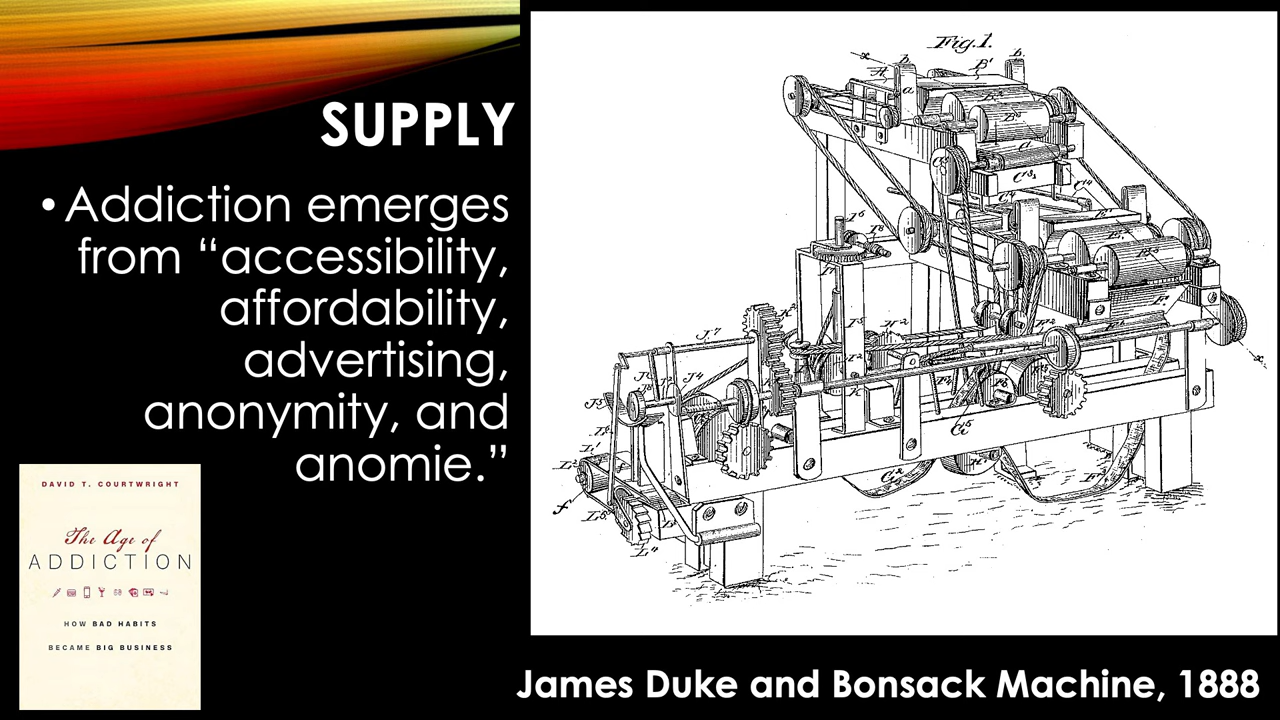 SUPPLY
• Addiction emerges
from “accessibility,
affordability,
advertising,
anonymity, and
anomie.”
DAVID T. COURTWRIGHT
The Age of
ADDICTION
HOW BAD HABITS
BECAME BIG BUSINESS
Fig.1.
James Duke and Bonsack Machine, 1888